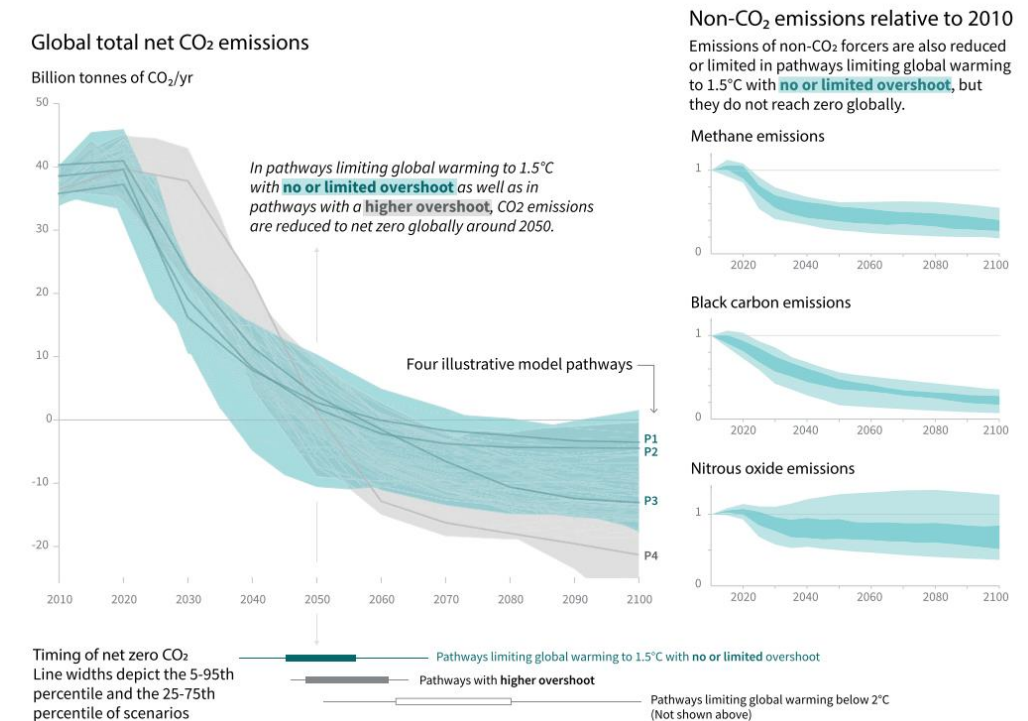 Global total net CO₂ emissions
Billion tonnes of CO₂/yr
50
40
30
20
10
0
-10
-20
2010 2020 2030 2040 2050 2060 2070 2080 2090 2100
In pathways limiting global warming to 1.5°C
with no or limited overshoot as well as in
pathways with a higher overshoot, CO2 emissions
are reduced to net zero globally around 2050.
Four illustrative model pathways
P1
P2
P3
P4
Non-CO₂ emissions relative to 2010
Emissions of non-CO₂ forcers are also reduced
or limited in pathways limiting global warming
to 1.5°C with no or limited overshoot, but
they do not reach zero globally.
Methane emissions
1
0
2020 2040 2060 2080 2100
Black carbon emissions
1
0
2020 2040 2060 2080 2100
Nitrous oxide emissions
1
0
2020 2040 2060 2080 2100
Timing of net zero CO₂
Line widths depict the 5-95th
percentile and the 25-75th
percentile of scenarios
Pathways limiting global warming to 1.5°C with no or limited overshoot
Pathways with higher overshoot
Pathways limiting global warming below 2°C
(Not shown above)